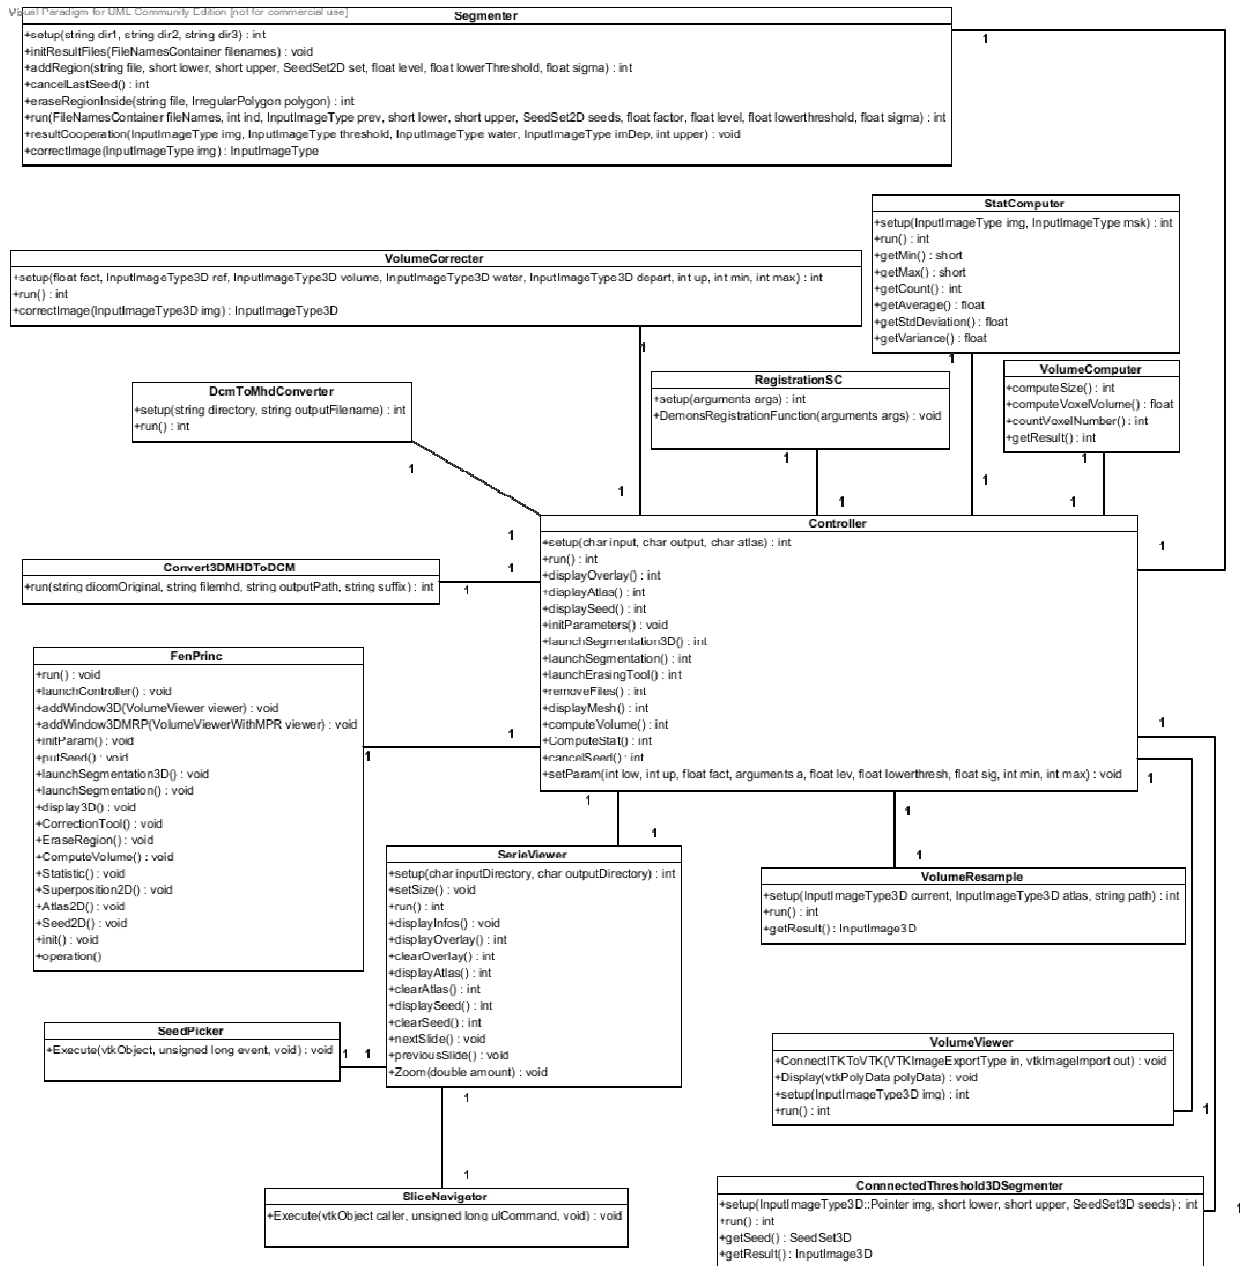 Visual Paradigm for UML Community Edition [not for commercial use]
Segmenter
+setup(string dir1, string dir2, string dir3) : int
+initResultFiles(FileNamesContainer filenames) : void
+addRegion(string file, short lower, short upper, SeedSet2D set, float level, float lowerThreshold, float sigma) : int
+cancelLastSeed() : int
+eraseRegionInside(string file, IrregularPolygon polygon) : int
+run(FileNamesContainer fileNames, int ind, InputImageType prev, short lower, short upper, SeedSet2D seeds, float factor, float level, float lowerthreshold, float sigma) : int
+resultCooperation(InputImageType img, InputImageType threshold, InputImageType water, InputImageType imDep, int upper) : void
+correctImage(InputImageType img) : InputImageType
1
StatComputer
+setup(InputImageType img, InputImageType msk) : int
+run() : int
+getMin() : short
+getMax() : short
+getCount() : int
+getAverage() : float
+getStdDeviation() : float
+getVariance() : float
1
VolumeCorrecter
+setup(float fact, InputImageType3D ref, InputImageType3D volume, InputImageType3D water, InputImageType3D depart, int up, int min, int max) : int
+run() : int
+correctImage(InputImageType3D img) : InputImageType3D
1
DcmToMhdConverter
+setup(string directory, string outputFilename) : int
+run() : int
1
RegistrationSC
+setup(arguments args) : int
+DemonsRegistrationFunction(arguments args) : void
1
VolumeComputer
+computeSize() : int
+computeVoxelVolume() : float
+countVoxelNumber() : int
+getResult() : int
1
1
1
1
1
1
1
Controller
+setup(char input, char output, char atlas) : int
+run() : int
+displayOverlay() : int
+displayAtlas() : int
+displaySeed() : int
+initParameters() : void
+launchSegmentation3D() : int
+launchSegmentation() : int
+launchErasingTool() : int
+removeFiles() : int
+displayMesh() : int
+computeVolume() : int
+ComputeStat() : int
+cancelSeed() : int
+setParam(int low, int up, float fact, arguments a, float lev, float lowerthresh, float sig, int min, int max) : void
Convert3DMHDToDCM
+run(string dicomOriginal, string filemhd, string outputPath, string suffix) : int
1
1
FenPrinc
+run() : void
+launchController() : void
+addWindow3D(VolumeViewer viewer) : void
+addWindow3DMRP(VolumeViewerWithMPR viewer) : void
+initParam() : void
+putSeed() : void
+launchSegmentation3D() : void
+launchSegmentation() : void
+display3D() : void
+CorrectionTool() : void
+EraseRegion() : void
+ComputeVolume() : void
+Statistic() : void
+Superposition2D() : void
+Atlas2D() : void
+Seed2D() : void
+init() : void
+operation()
1
1
1
1
1
1
1
1
SerieViewer
+setup(char inputDirectory, char outputDirectory) : int
+setSize() : void
+run() : int
+displayInfos() : void
+displayOverlay() : int
+clearOverlay() : int
+displayAtlas() : int
+clearAtlas() : int
+displaySeed() : int
+clearSeed() : int
+nextSlide() : void
+previousSlide() : void
+Zoom(double amount) : void
VolumeResample
+setup(InputImageType3D current, InputImageType3D atlas, string path) : int
+run() : int
+getResult() : InputImage3D
SeedPicker
+Execute(vtkObject, unsigned long event, void) : void
1
1
VolumeViewer
+ConnectITKToVTK(VTKImageExportType in, vtkImageImport out) : void
+Display(vtkPolyData polyData) : void
+setup(InputImageType3D img) : int
+run() : int
1
1
1
SliceNavigator
+Execute(vtkObject caller, unsigned long ulCommand, void) : void
ConnnectedThreshold3DSegmenter
+setup(InputImageType3D::Pointer img, short lower, short upper, SeedSet3D seeds) : int
+run() : int
+getSeed() : SeedSet3D
+getResult() : InputImage3D
1